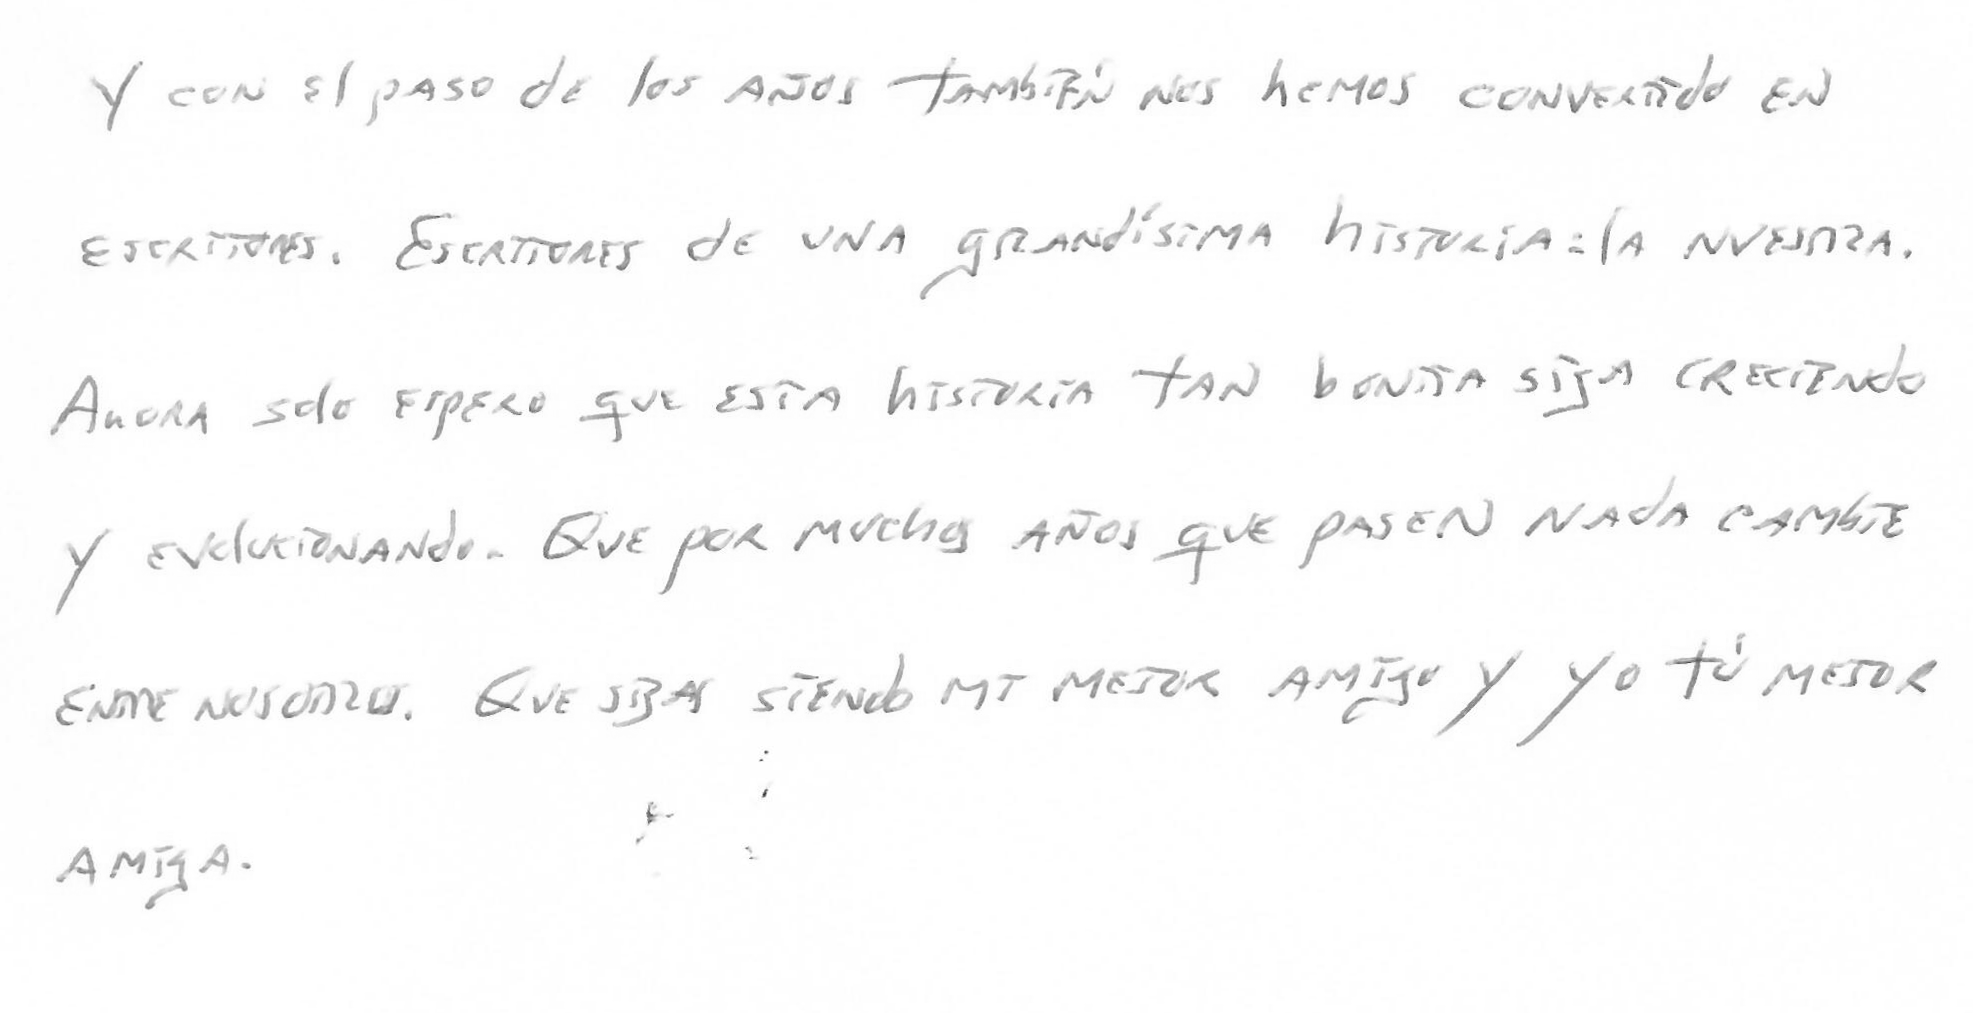 Y con el paso de los años también nos hemos convertido en
escritores. Escritores de una grandísima historia: la nuestra.
Ahora solo espero que esta historia tan bonita siga creciendo
y evolucionando. Que por muchos años que pasen nada cambie
entre nosotros. Que sigas siendo mi mejor amigo y yo tú mejor
amiga.